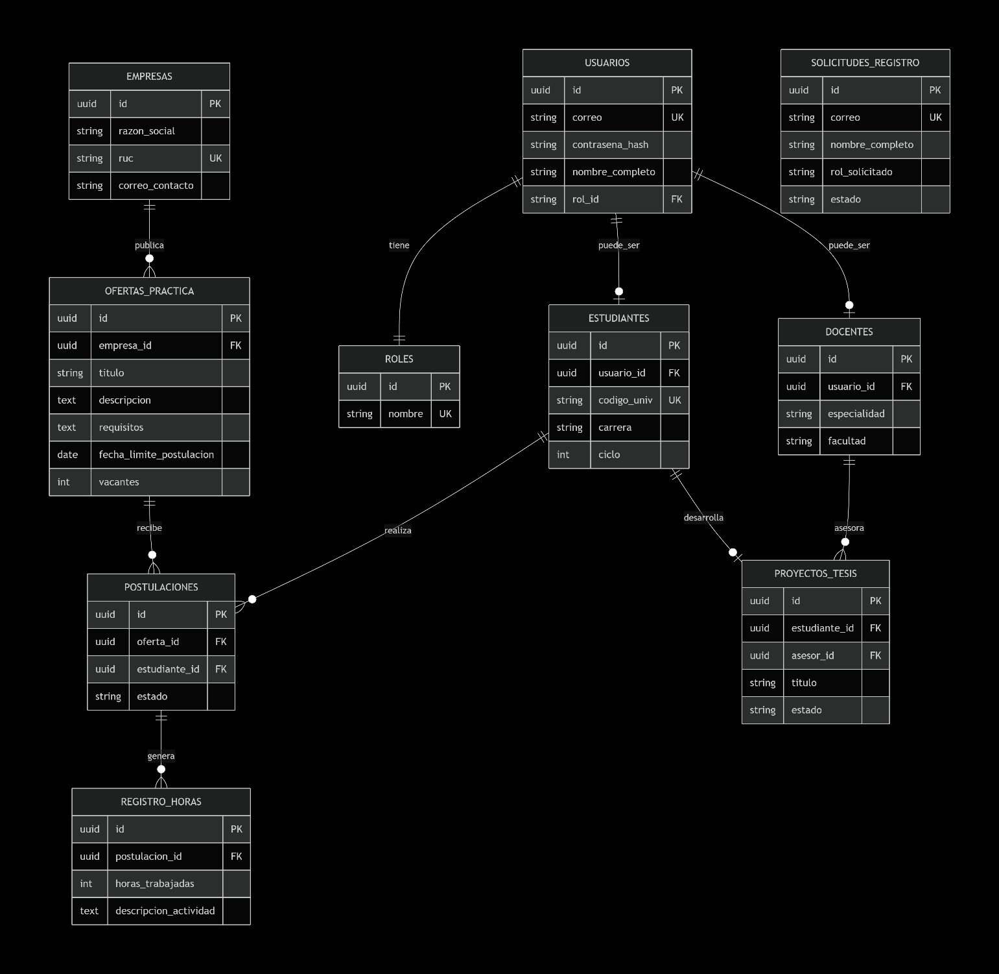 EMPRESAS
uuid id PK
string razon_social
string ruc UK
string correo_contacto
publica
OFERTAS_PRACTICA
uuid id PK
uuid empresa_id FK
string titulo
text descripcion
text requisitos
date fecha_limite_postulacion
int vacantes
recibe
POSTULACIONES
uuid id PK
uuid oferta_id FK
uuid estudiante_id FK
string estado
genera
REGISTRO_HORAS
uuid id PK
uuid postulacion_id FK
int horas_trabajadas
text descripcion_actividad
USUARIOS
uuid id PK
string correo UK
string contrasena_hash
string nombre_completo
string rol_id FK
tiene
puede_ser
puede_ser
ROLES
uuid id PK
string nombre UK
ESTUDIANTES
uuid id PK
uuid usuario_id FK
string codigo_univ UK
string carrera
int ciclo
realiza
desarrolla
SOLICITUDES_REGISTRO
uuid id PK
string correo UK
string nombre_completo
string rol_solicitado
string estado
DOCENTES
uuid id PK
uuid usuario_id FK
string especialidad
string facultad
asesora
PROYECTOS_TESIS
uuid id PK
uuid estudiante_id FK
uuid asesor_id FK
string titulo
string estado